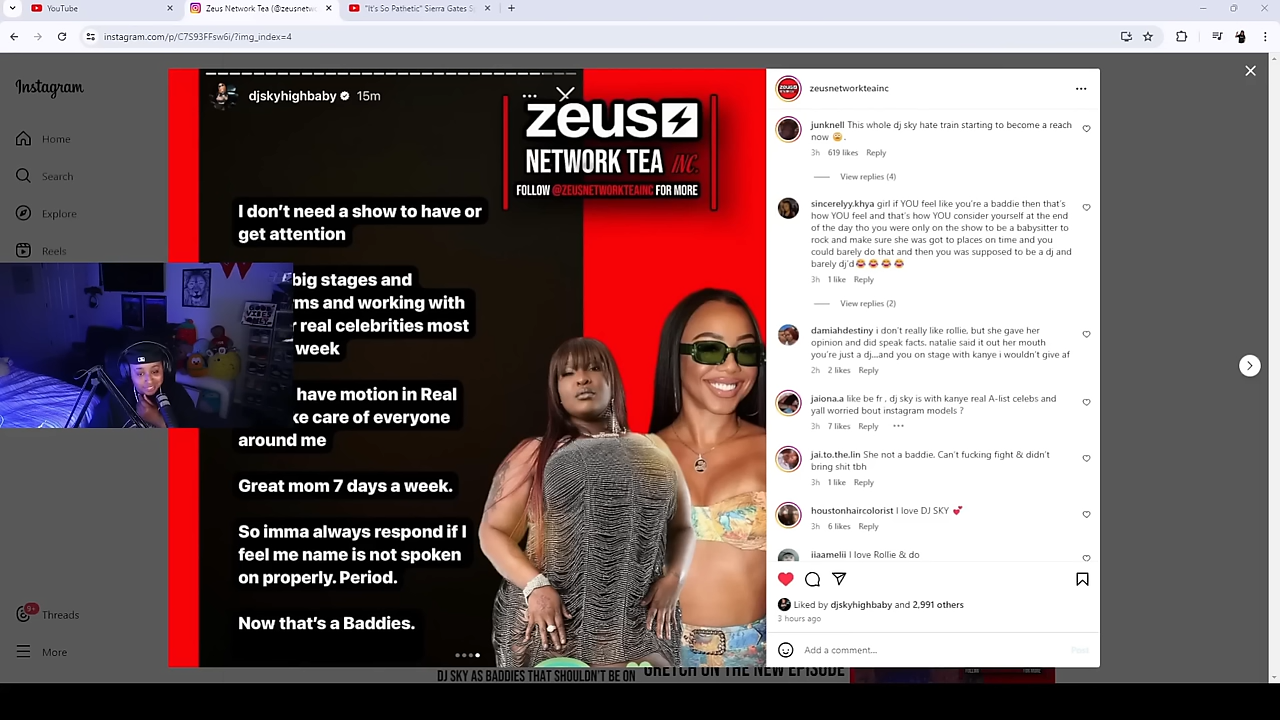 YouTube
Zeus Network Tea (@zeusnetw
"It's So Pathetic" Sierra Gates S
instagram.com/p/C7S93FFsw6i/?img_index=4
Instagram
Home
Search
Explore
Reels
9+
Threads
More
djskyhighbaby 15m
zeus
NETWORK TEA INC.
FOLLOW @ZEUSNETWORKTEAINC FOR MORE
I don't need a show to have or
get attention
big stages and
ms and working with
r real celebrities most
week
have motion in Real
ke care of everyone
around me
Great mom 7 days a week.
So imma always respond if I
feel me name is not spoken
on properly. Period.
Now that's a Baddies.
zeusnetworkteainc
junknell This whole dj sky hate train starting to become a reach
now 😩 .
3h 619 likes Reply
View replies (4)
sincerelyy.khya girl if YOU feel like you're a baddie then that's
how YOU feel and that's how YOU consider yourself at the end
of the day tho you were only on the show to be a babysitter to
rock and make sure she was got to places on time and you
could barely do that and then you was supposed to be a dj and
barely dj'd😂😂😂😂
3h 1 like Reply
View replies (2)
damiahdestiny i don't really like rollie, but she gave her
opinion and did speak facts. natalie said it out her mouth
you're just a dj...and you on stage with kanye i wouldn't give af
2h 2 likes Reply
jaiona.a like be fr . dj sky is with kanye real A-list celebs and
yall worried bout instagram models ?
3h 7 likes Reply
jai.to.the.lin She not a baddie. Can't fucking fight & didn't
bring shit tbh
3h 1 like Reply
houstonhaircolorist I love DJ SKY 💕
3h 6 likes Reply
iiaamelii I love Rollie & do
Liked by djskyhighbaby and 2,991 others
3 hours ago
Add a comment...
Post
DJ SKY AS BADDIES THAT SHOULDN'T BE ON
STRETCH ON THE NEW EPISODE